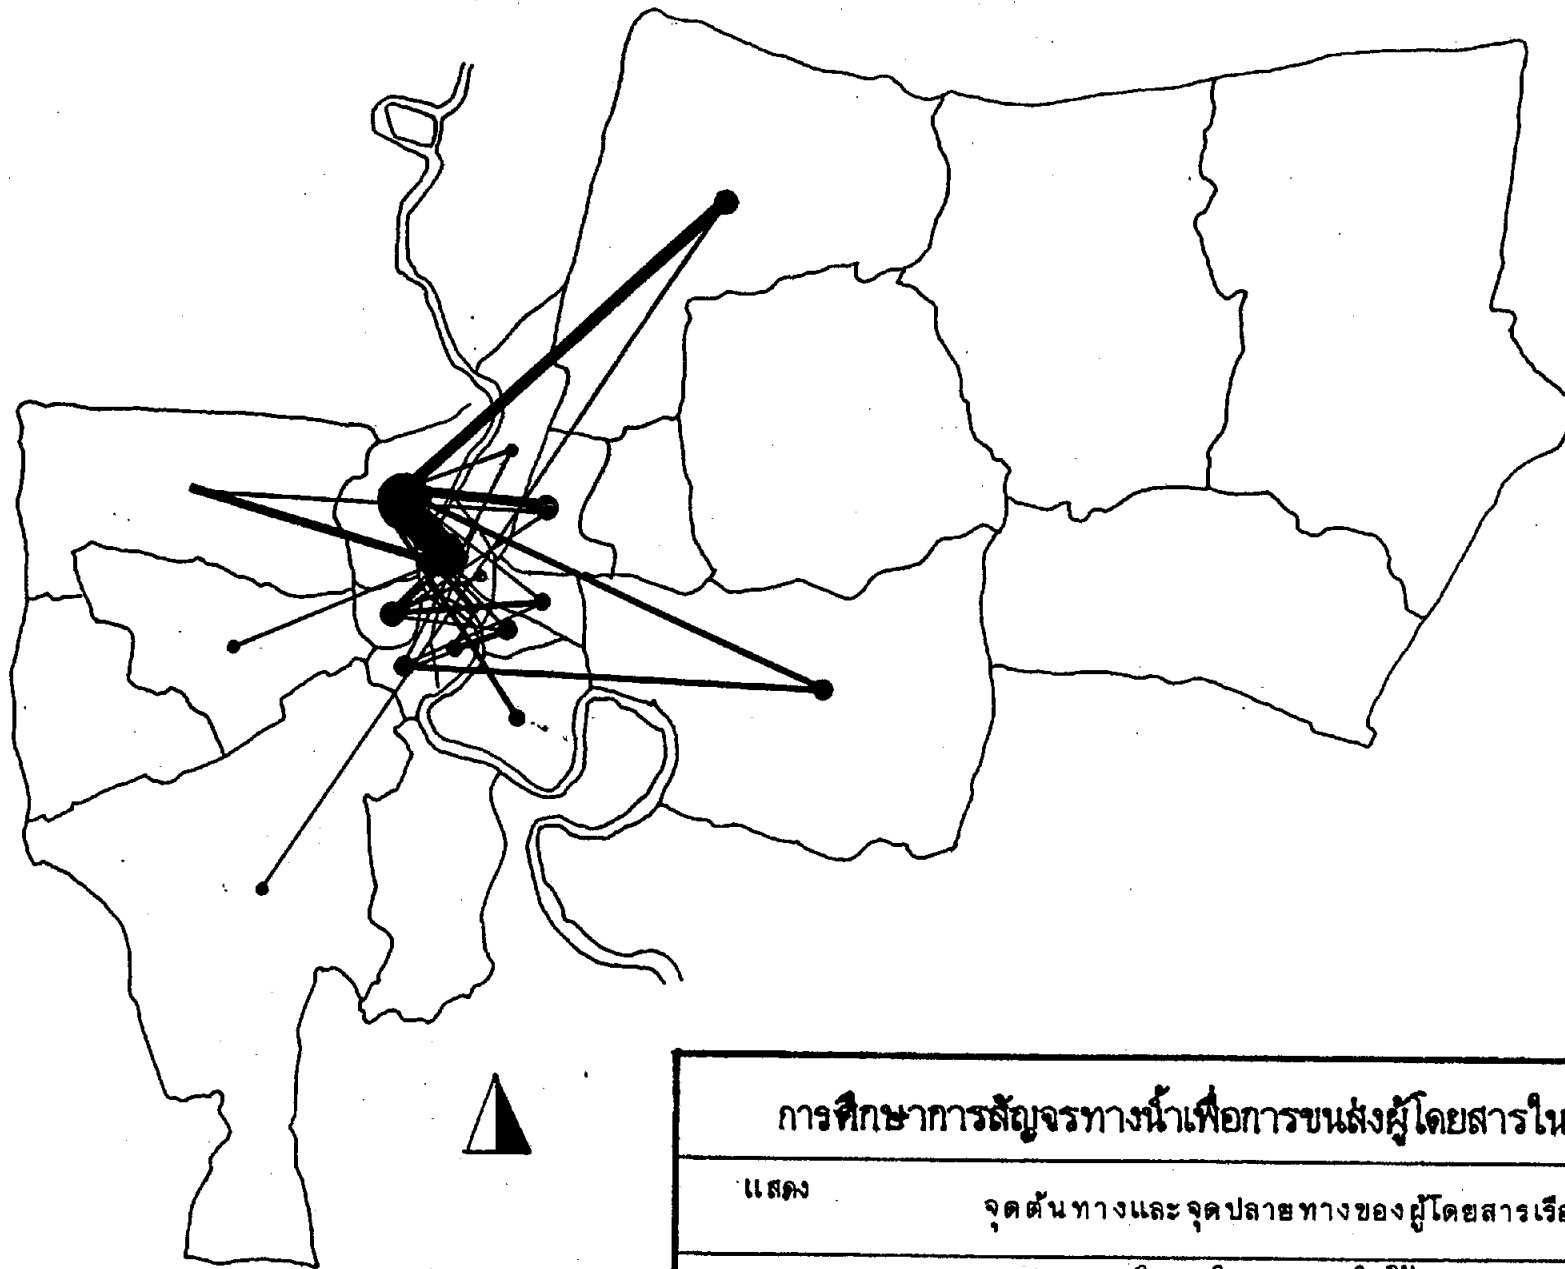 การศึกษาการสัญจรทางน้ำเพื่อการขนส่งผู้โดยสารใน
แสดง
จุดต้นทางและจุดปลายทางของผู้โดยสารเรือ